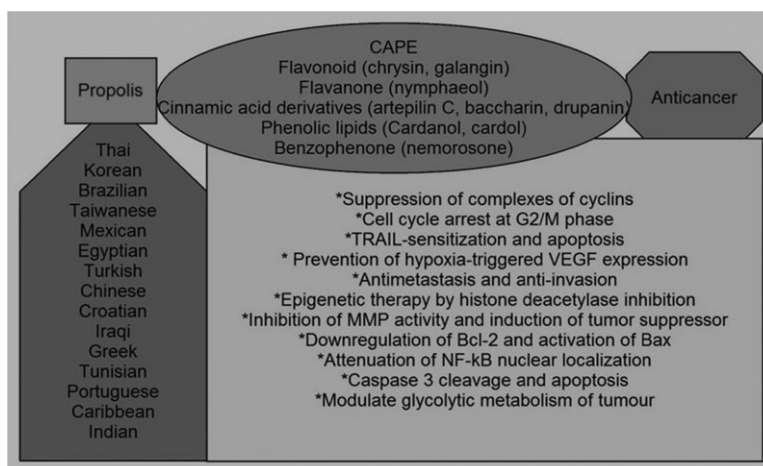 CAPE
Flavonoid (chrysin, galangin)
Flavanone (nymphaeol)
Cinnamic acid derivatives (artepilin C, baccharin, drupanin)
Phenolic lipids (Cardanol, cardol)
Benzophenone (nemorosone)
Propolis
Anticancer
Thai
Korean
Brazilian
Taiwanese
Mexican
Egyptian
Turkish
Chinese
Croatian
Iraqi
Greek
Tunisian
Portuguese
Caribbean
Indian
*Suppression of complexes of cyclins
*Cell cycle arrest at G2/M phase
*TRAIL-sensitization and apoptosis
* Prevention of hypoxia-triggered VEGF expression
*Antimetastasis and anti-invasion
*Epigenetic therapy by histone deacetylase inhibition
*Inhibition of MMP activity and induction of tumor suppressor
*Downregulation of Bcl-2 and activation of Bax
*Attenuation of NF-kB nuclear localization
*Caspase 3 cleavage and apoptosis
*Modulate glycolytic metabolism of tumour